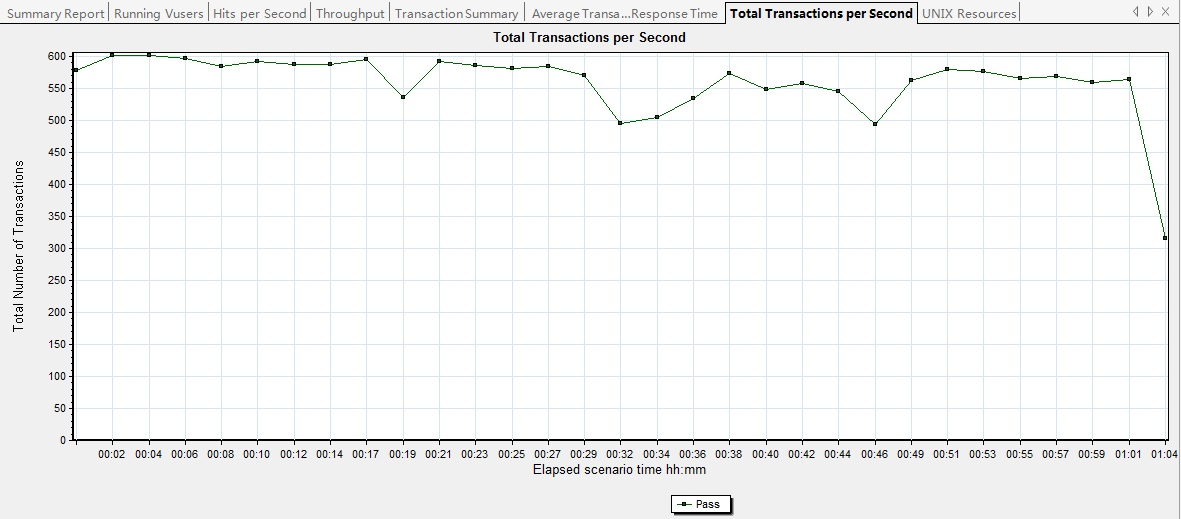 Summary Report Running Vusers Hits per Second Throughput Transaction Summary Average Transa...Response Time Total Transactions per Second UNIX Resources
Total Transactions per Second
Total Number of Transactions
600
550
500
450
400
350
300
250
200
150
100
50
0
00:02 00:04 00:06 00:08 00:10 00:12 00:14 00:17 00:19 00:21 00:23 00:25 00:27 00:29 00:32 00:34 00:36 00:38 00:40 00:42 00:44 00:46 00:49 00:51 00:53 00:55 00:57 00:59 01:01 01:04
Elapsed scenario time hh:mm
Pass